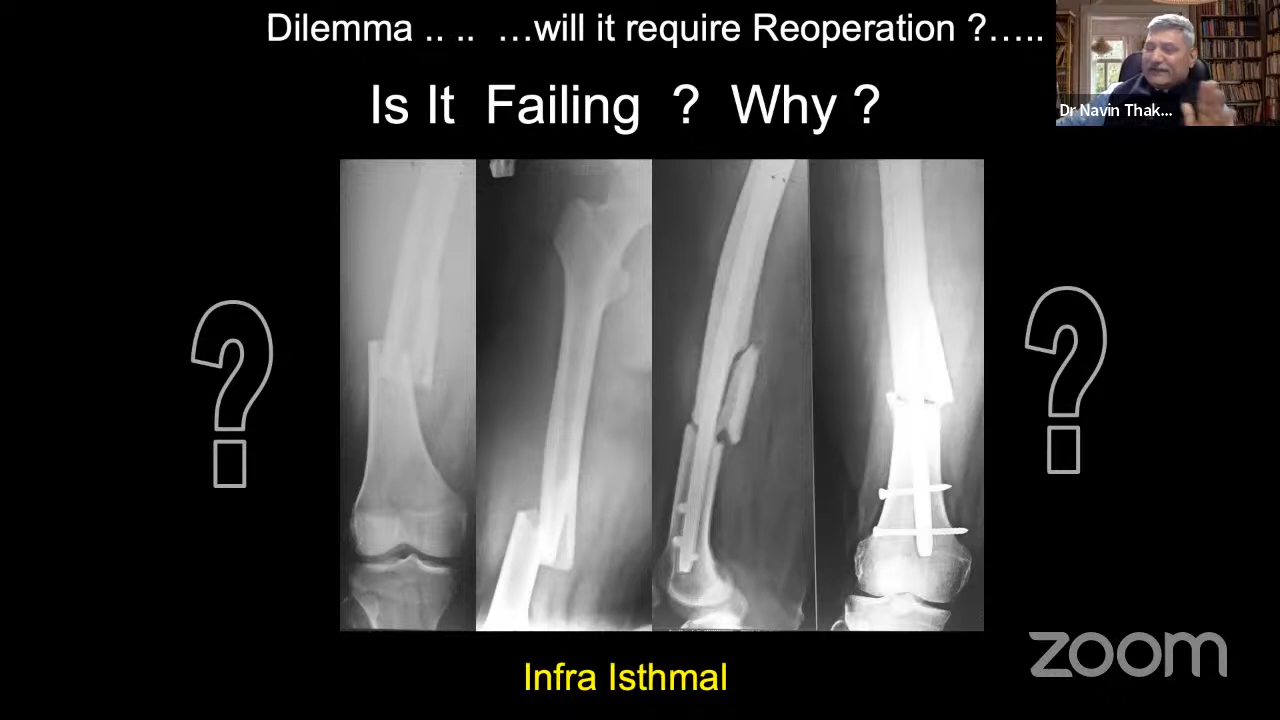 Dilemma .. .. …will it require Reoperation ?…..
Is It Failing ? Why ?
Dr Navin Thak...
?
?
zoom
Infra Isthmal